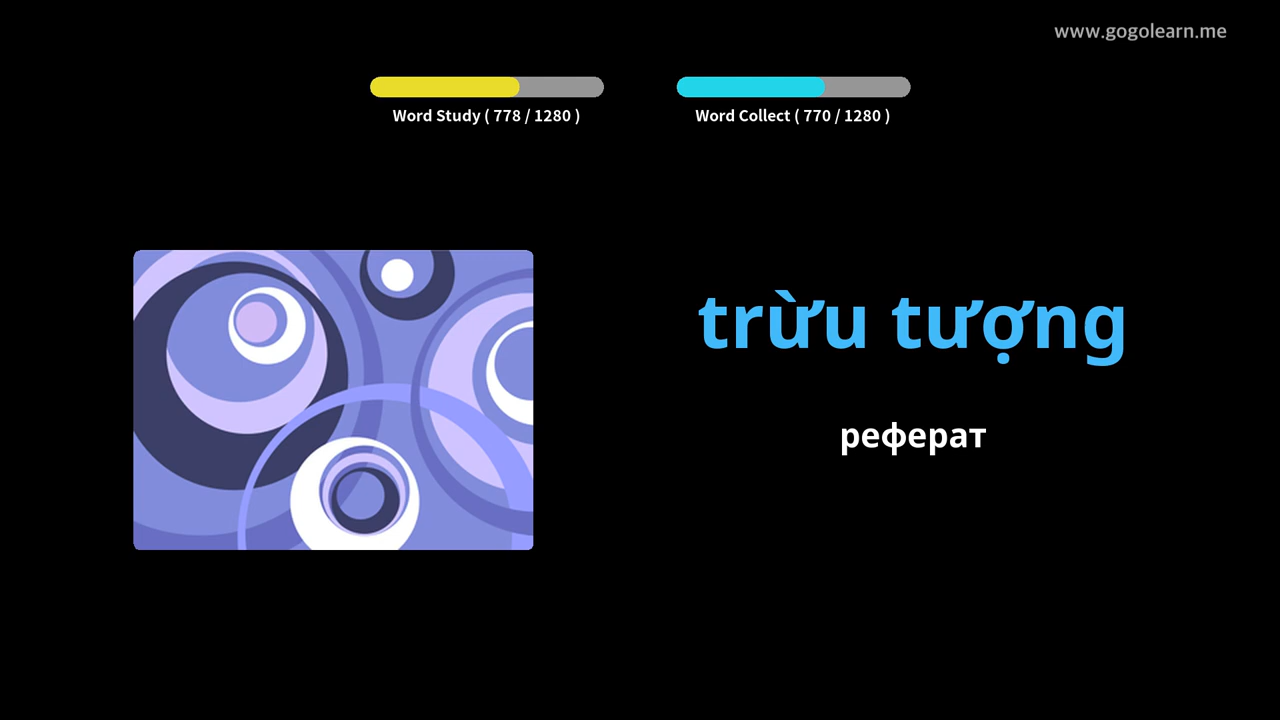 www.gogolearn.me
Word Study ( 778 / 1280 )
Word Collect ( 770 / 1280 )
trừu tượng
реферат